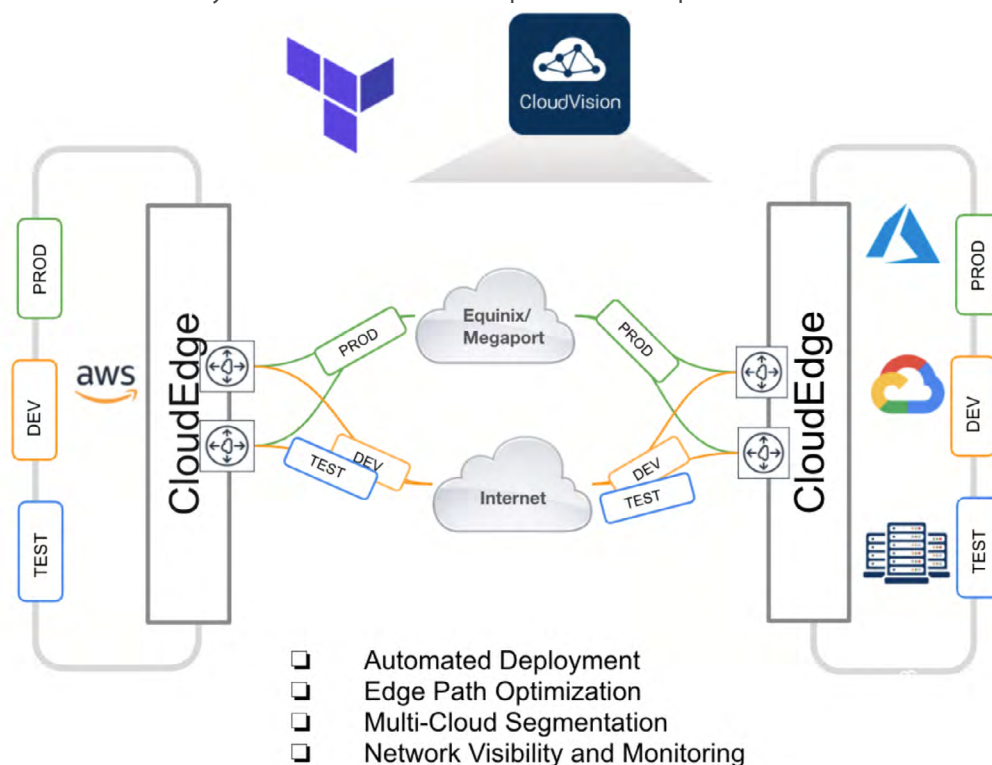 CloudVision
PROD
DEV
TEST
aws
CloudEdge
PROD
Equinix/
Megaport
PROD
TEST
DEV
Internet
DEV
TEST
CloudEdge
PROD
DEV
TEST
❑ Automated Deployment
❑ Edge Path Optimization
❑ Multi-Cloud Segmentation
❑ Network Visibility and Monitoring